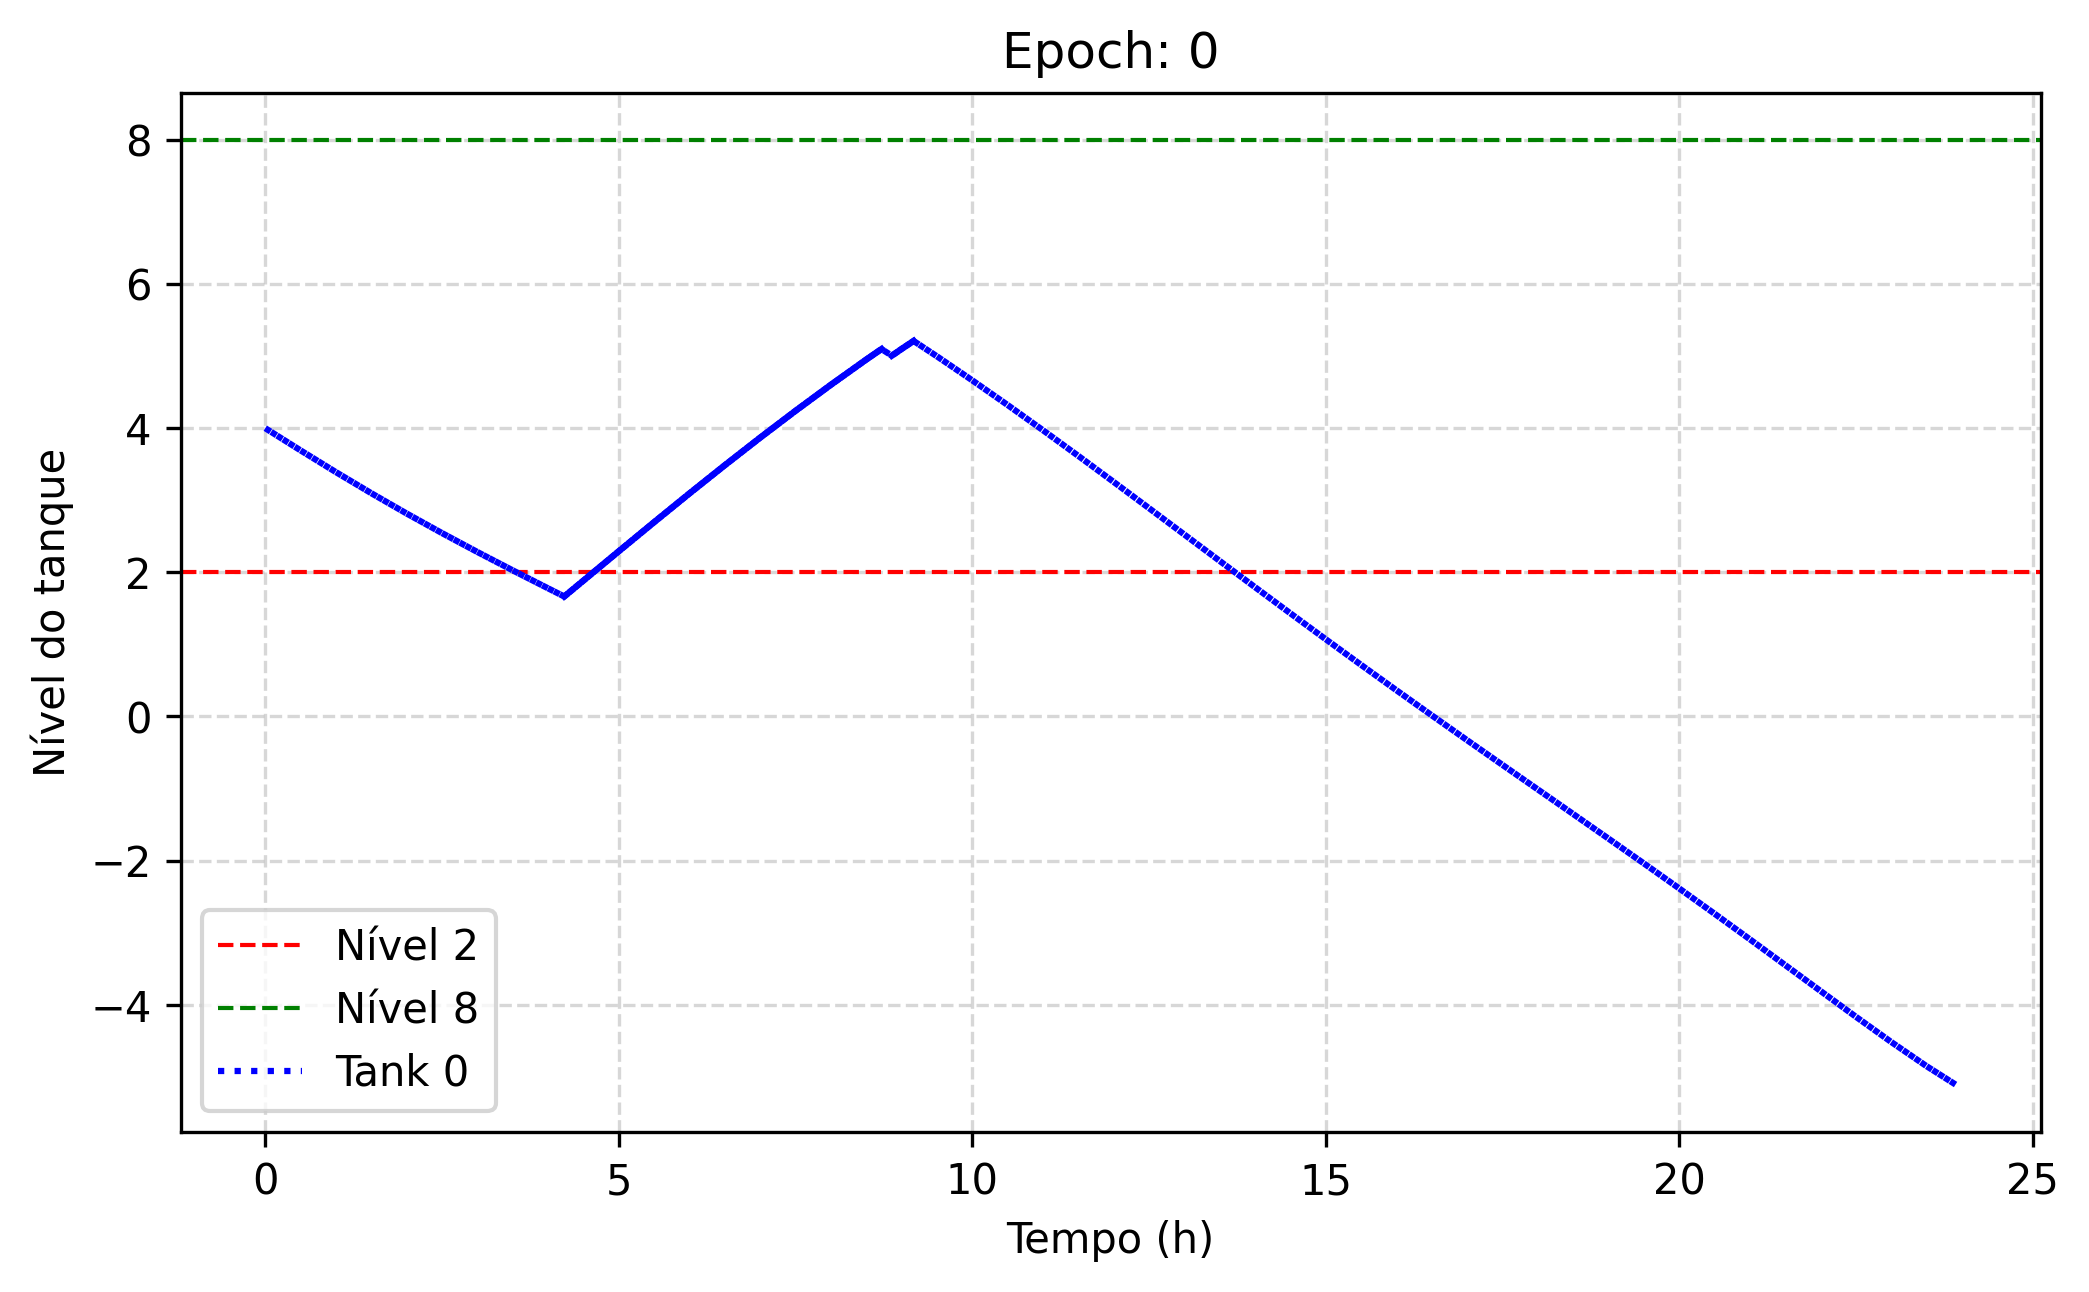 Epoch: 0
Nível do tanque
8
6
4
2
0
−2
−4
Nível 2
Nível 8
Tank 0
0 5 10 15 20 25
Tempo (h)